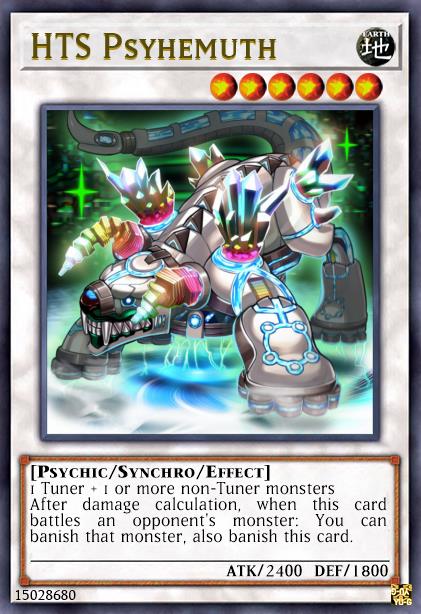 HTS Psyhemuth
EARTH
地
[Psychic/Synchro/Effect]
1 Tuner + 1 or more non-Tuner monsters
After damage calculation, when this card
battles an opponent's monster: You can
banish that monster, also banish this card.
ATK/2400 DEF/1800
15028680